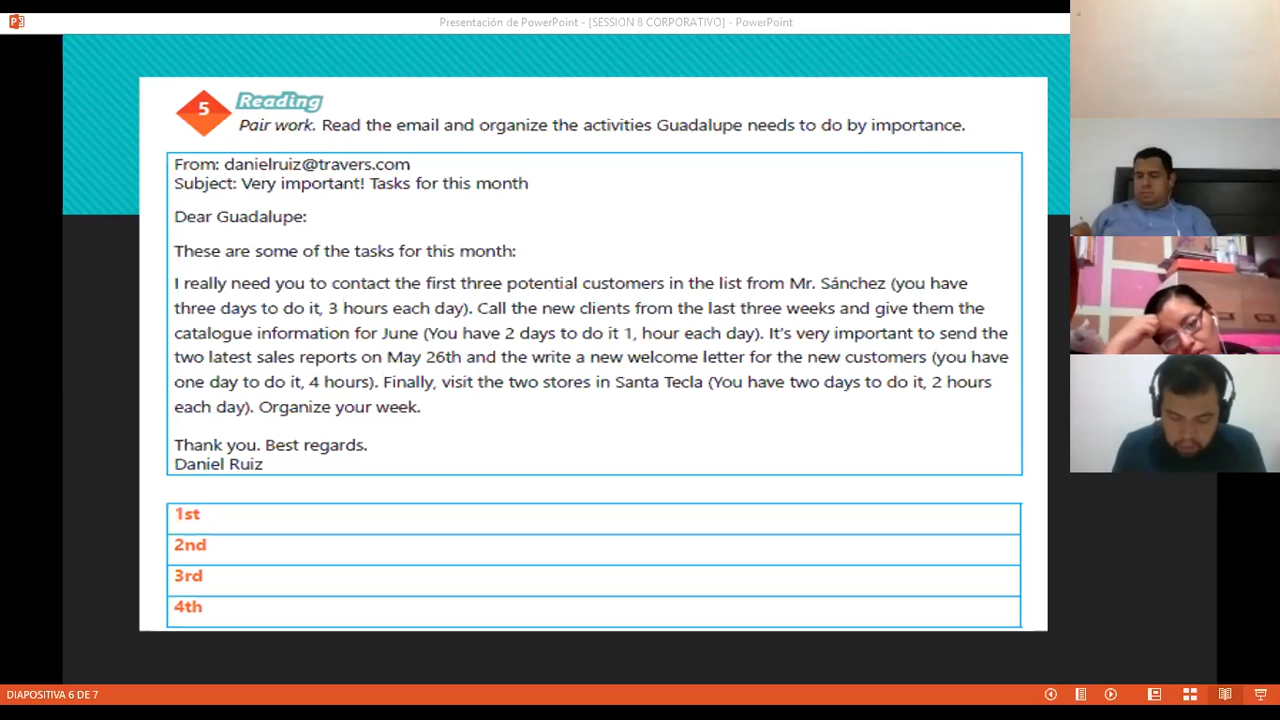 Presentación de PowerPoint - [SESSION 8 CORPORATIVO] - PowerPoint
5
Reading
Pair work. Read the email and organize the activities Guadalupe needs to do by importance.
From: danielruiz@travers.com
Subject: Very important! Tasks for this month
Dear Guadalupe:
These are some of the tasks for this month:
I really need you to contact the first three potential customers in the list from Mr. Sánchez (you have
three days to do it, 3 hours each day). Call the new clients from the last three weeks and give them the
catalogue information for June (You have 2 days to do it 1, hour each day). It's very important to send the
two latest sales reports on May 26th and the write a new welcome letter for the new customers (you have
one day to do it, 4 hours). Finally, visit the two stores in Santa Tecla (You have two days to do it, 2 hours
each day). Organize your week.
Thank you. Best regards.
Daniel Ruiz
1st
2nd
3rd
4th
DIAPOSITIVA 6 DE 7